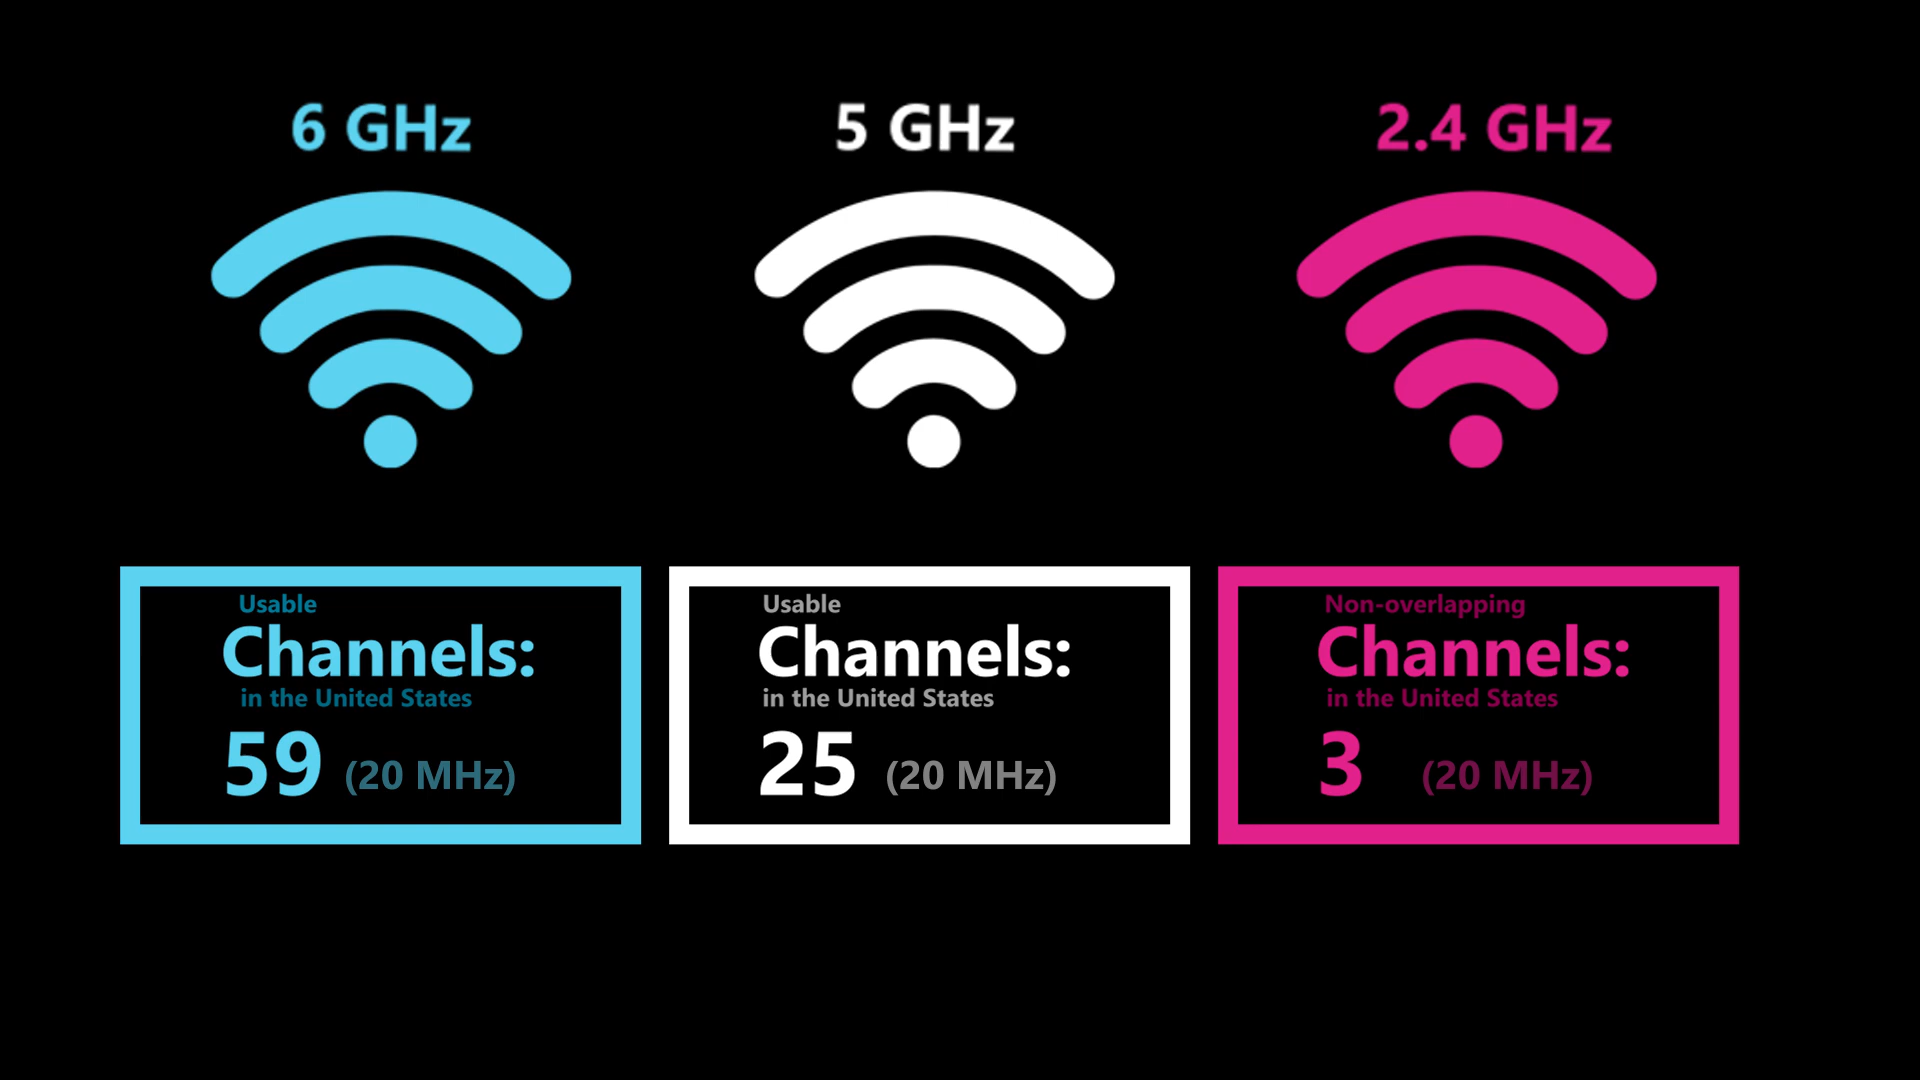 6 GHz
5 GHz
2.4 GHz
Usable
Channels:
in the United States
59 (20 MHz)
Usable
Channels:
in the United States
25 (20 MHz)
Non-overlapping
Channels:
in the United States
3 (20 MHz)